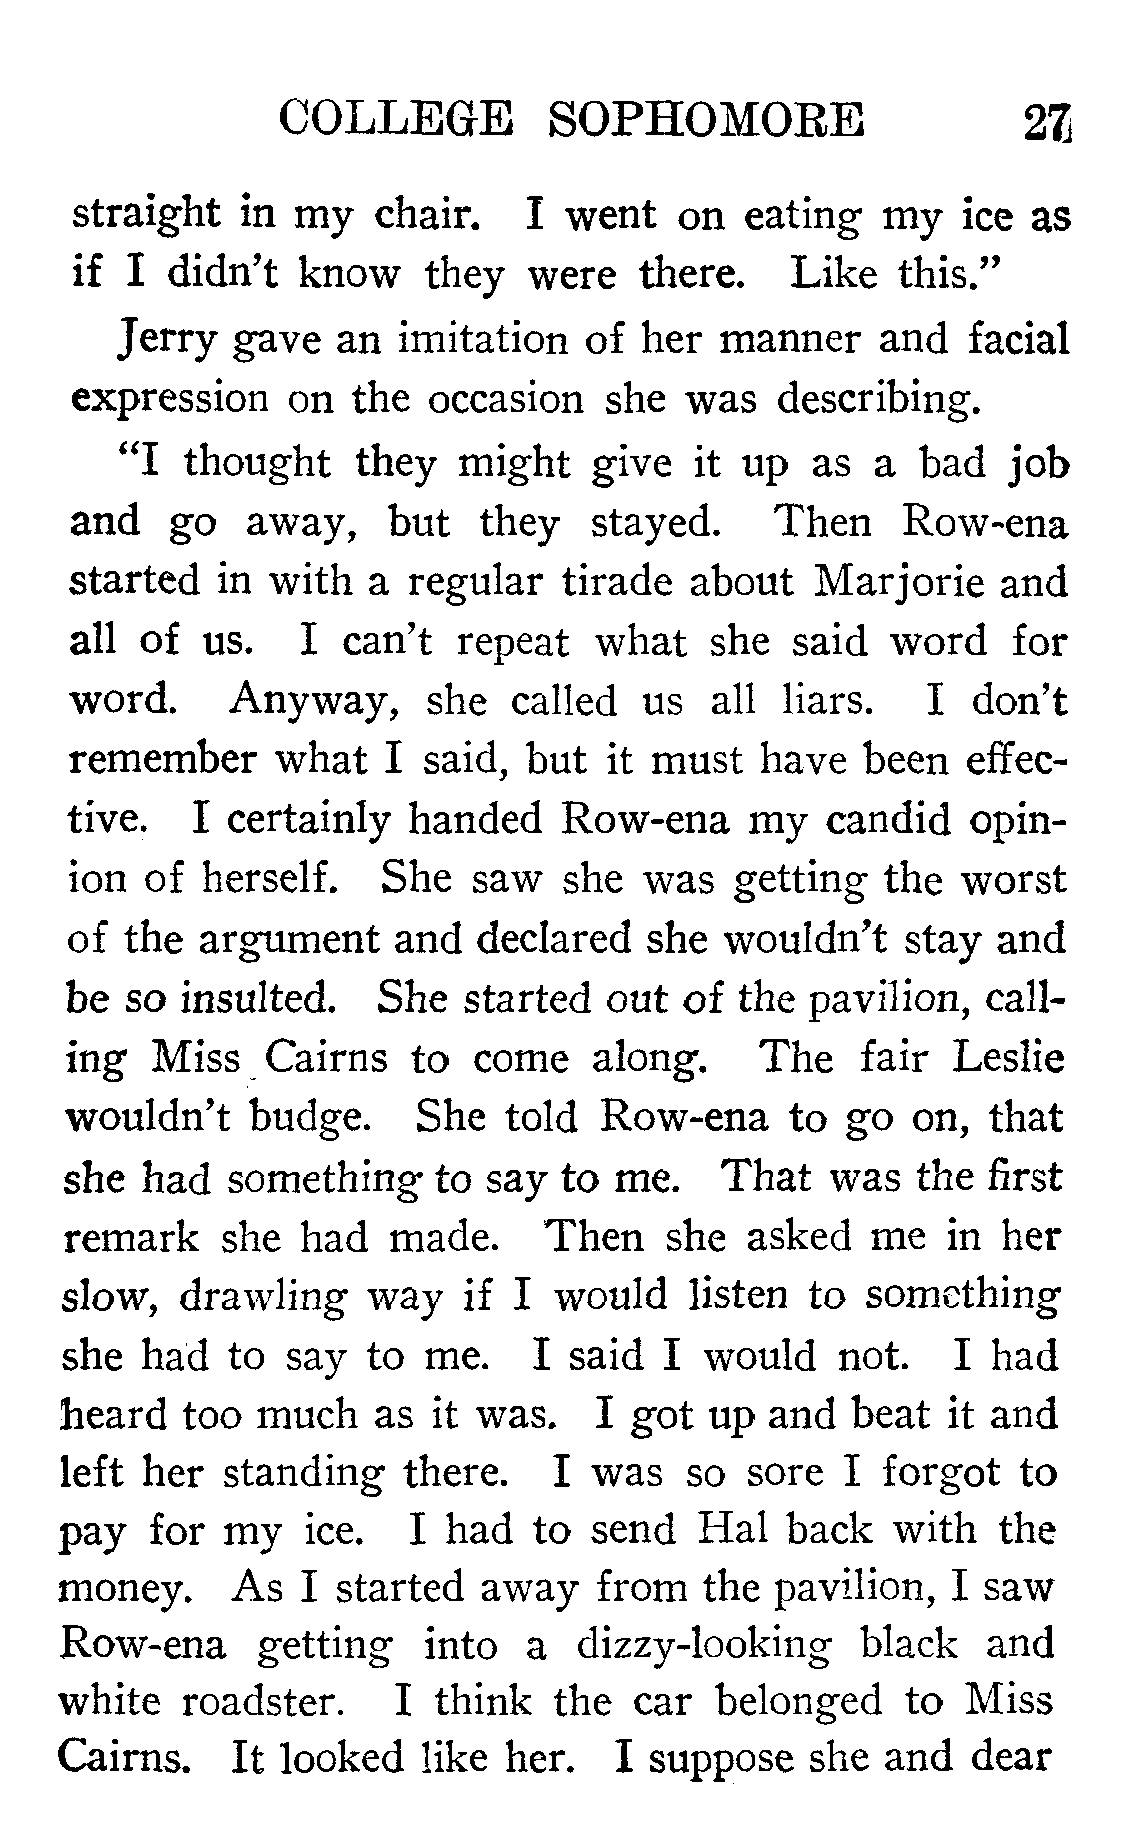 COLLEGE SOPHOMORE 27
straight in my chair. I went on eating my ice as
if I didn't know they were there. Like this."
Jerry gave an imitation of her manner and facial
expression on the occasion she was describing.
"I thought they might give it up as a bad job
and go away, but they stayed. Then Row-ena
started in with a regular tirade about Marjorie and
all of us. I can't repeat what she said word for
word. Anyway, she called us all liars. I don't
remember what I said, but it must have been effec-
tive. I certainly handed Row-ena my candid opin-
ion of herself. She saw she was getting the worst
of the argument and declared she wouldn't stay and
be so insulted. She started out of the pavilion, call-
ing Miss Cairns to come along. The fair Leslie
wouldn't budge. She told Row-ena to go on, that
she had something to say to me. That was the first
remark she had made. Then she asked me in her
slow, drawling way if I would listen to something
she had to say to me. I said I would not. I had
heard too much as it was. I got up and beat it and
left her standing there. I was so sore I forgot to
pay for my ice. I had to send Hal back with the
money. As I started away from the pavilion, I saw
Row-ena getting into a dizzy-looking black and
white roadster. I think the car belonged to Miss
Cairns. It looked like her. I suppose she and dear